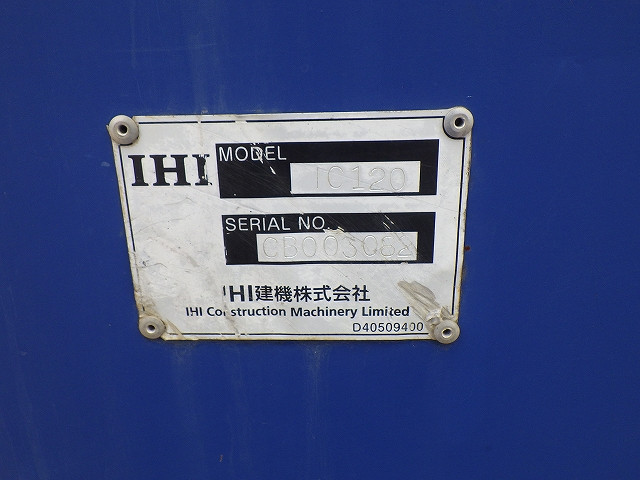 IHI
MODEL
IC120
SERIAL NO.
CB003082
IHI建機株式会社
IHI Construction Machinery Limited
D40509400